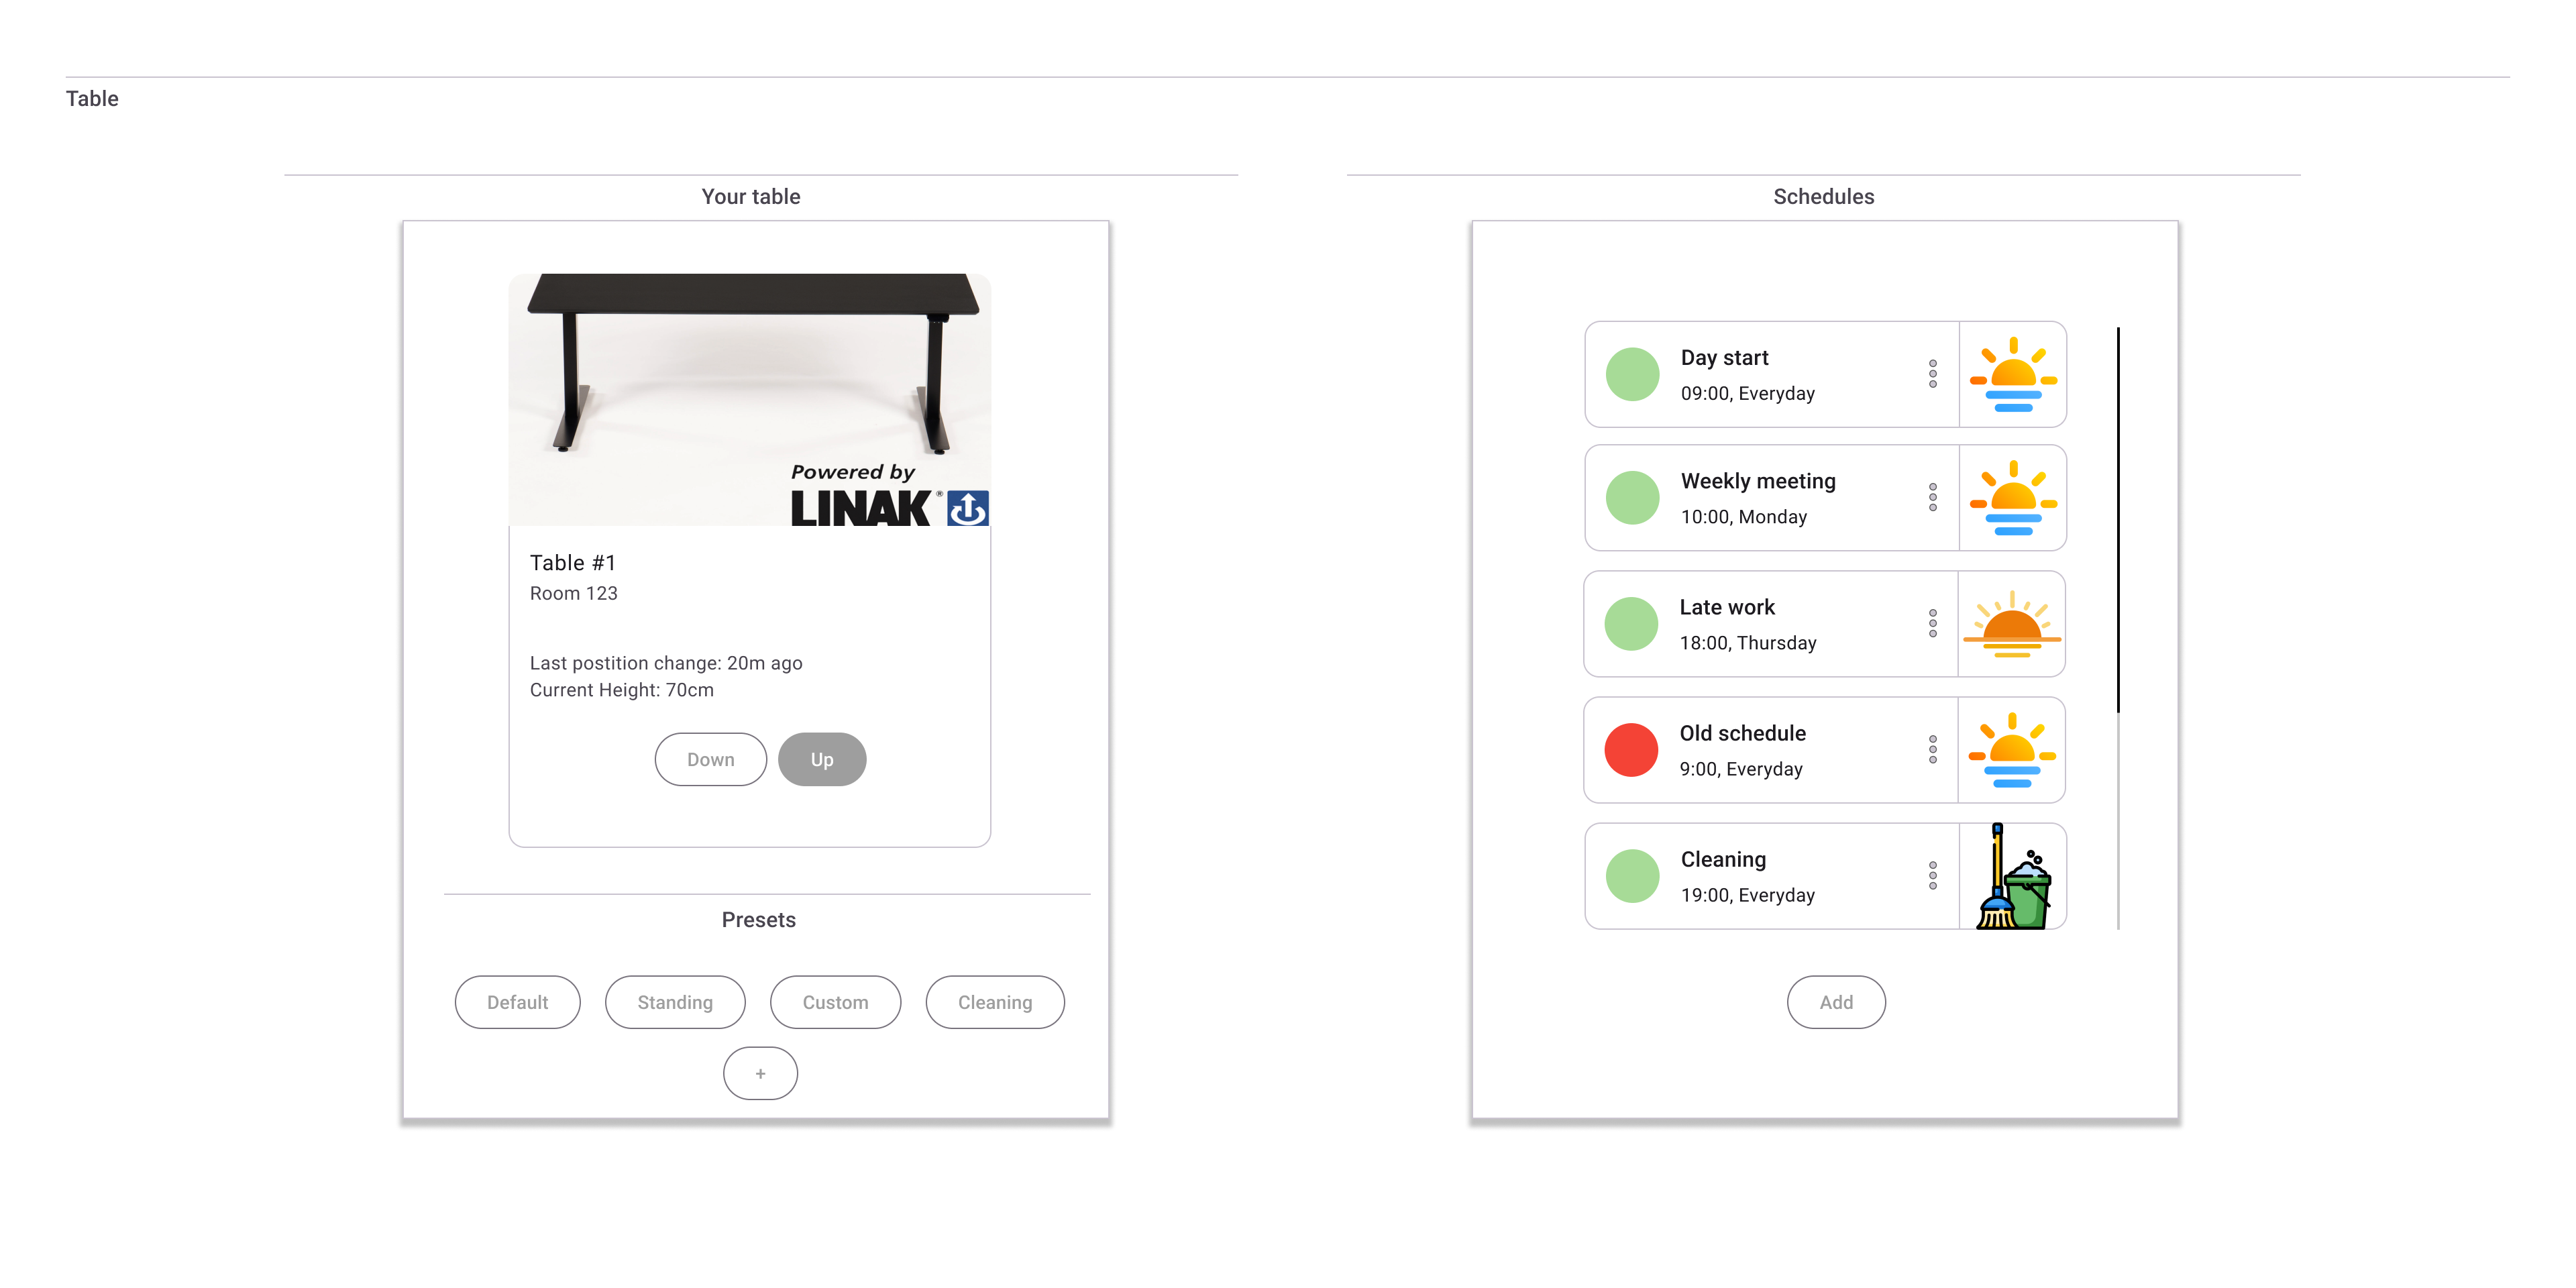 Table
Your table
Powered by
LINAK®
Table #1
Room 123
Last postition change: 20m ago
Current Height: 70cm
Down
Up
Presets
Default
Standing
Custom
Cleaning
+
Schedules
Day start
09:00, Everyday
Weekly meeting
10:00, Monday
Late work
18:00, Thursday
Old schedule
9:00, Everyday
Cleaning
19:00, Everyday
Add